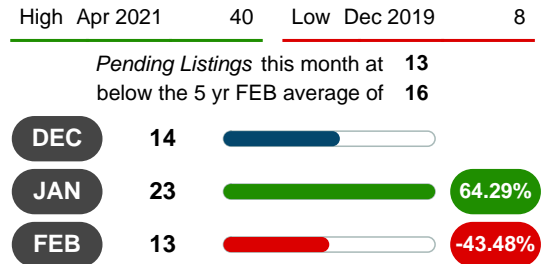 High Apr 2021 40 Low Dec 2019 8
Pending Listings this month at 13
below the 5 yr FEB average of 16
DEC 14
JAN 23 64.29%
FEB 13 -43.48%